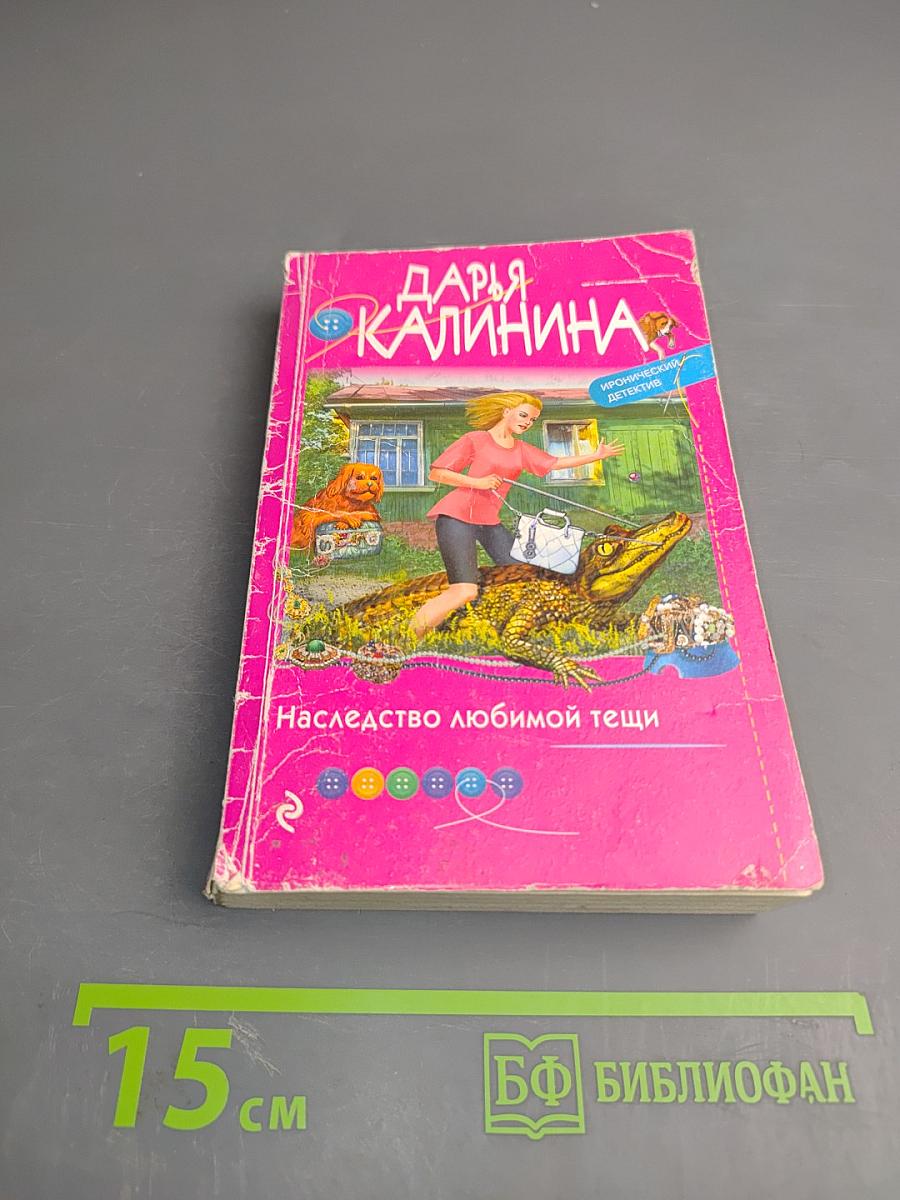 ДАРЬЯ
КАЛИНИНА
ИРОНИЧЕСКИЙ
ДЕТЕКТИВ
Наследство любимой тещи
15 см
БФ БИБЛИОФАН